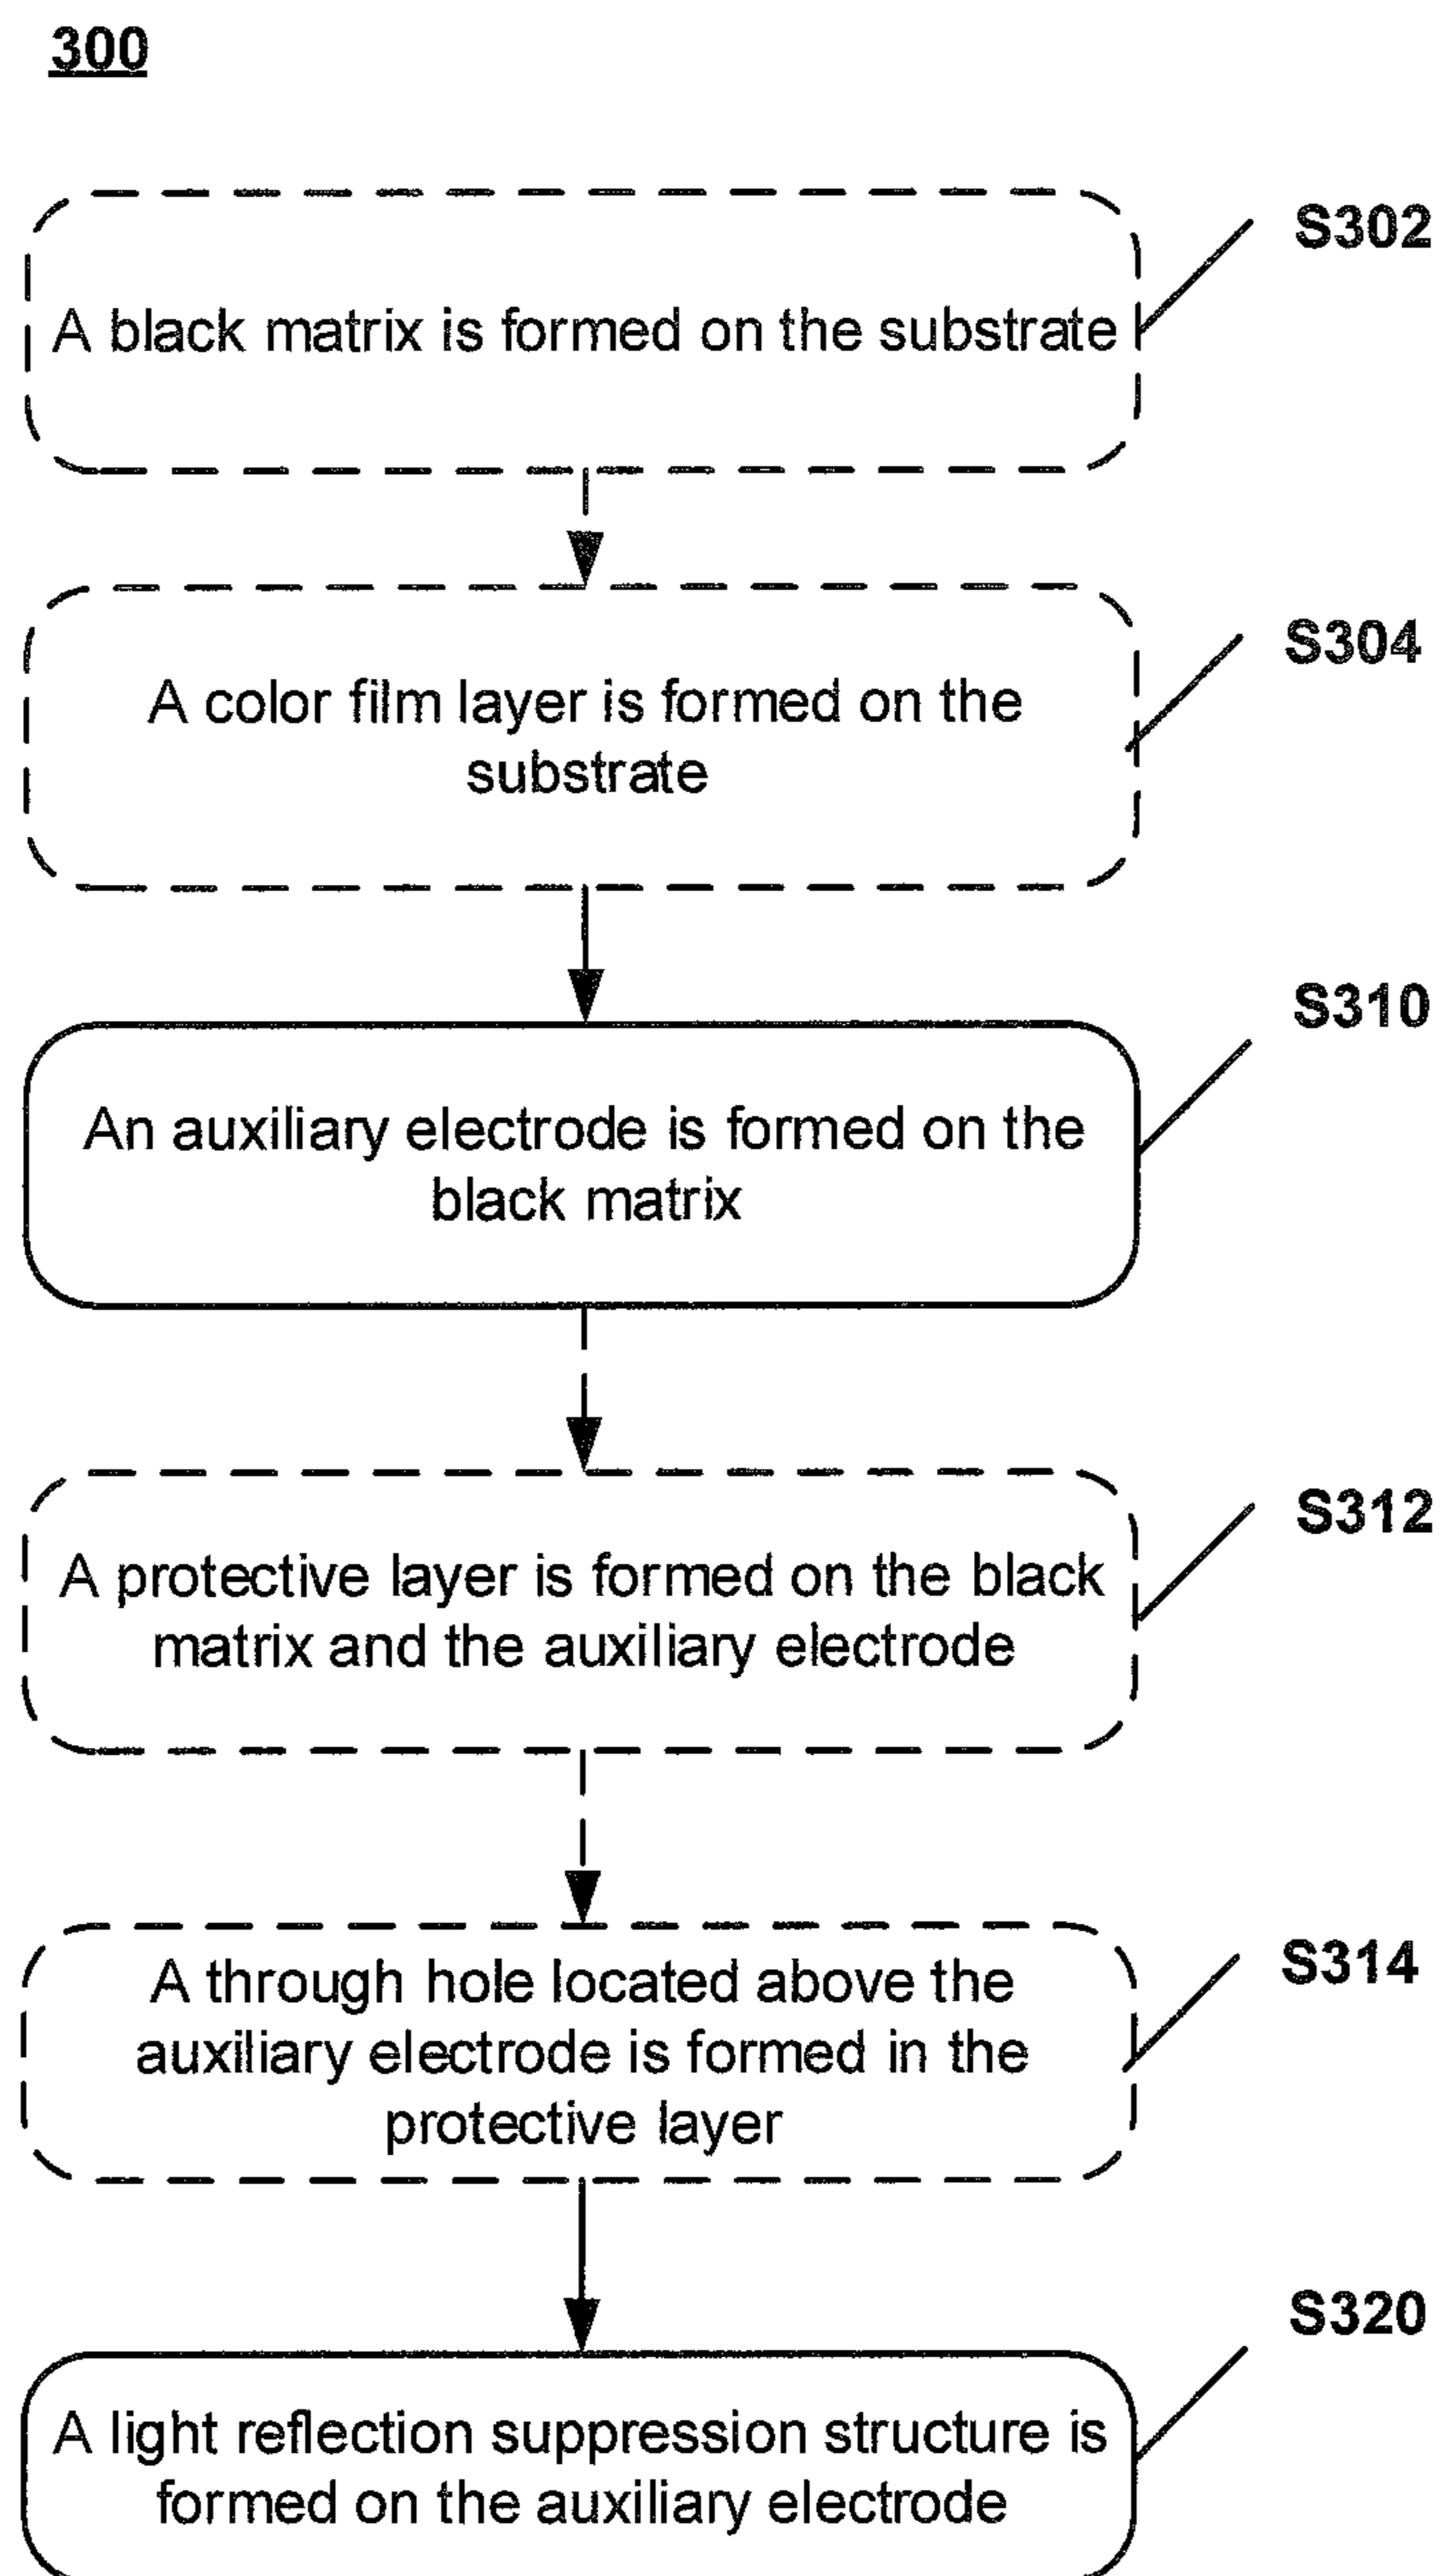 300
A black matrix is formed on the substrate
S302
A color film layer is formed on the
substrate
S304
An auxiliary electrode is formed on the
black matrix
S310
A protective layer is formed on the black
matrix and the auxiliary electrode
S312
A through hole located above the
auxiliary electrode is formed in the
protective layer
S314
A light reflection suppression structure is
formed on the auxiliary electrode
S320